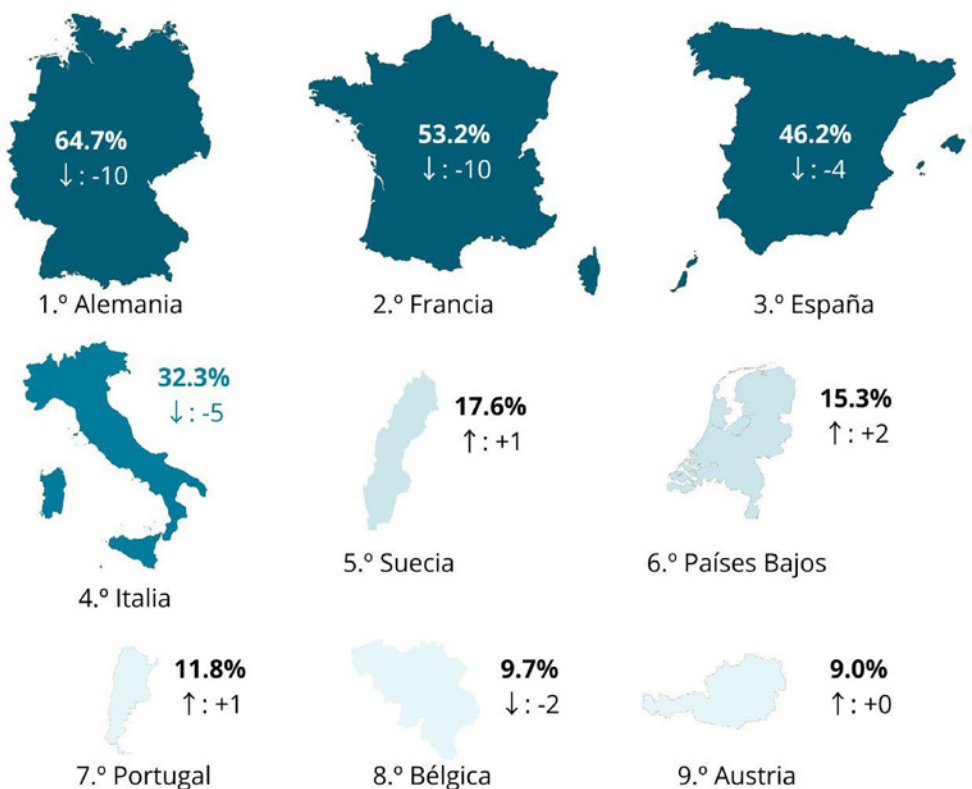 64.7%
↓: -10
1.º Alemania
53.2%
↓: -10
2.º Francia
46.2%
↓: -4
3.º España
32.3%
↓: -5
4.º Italia
17.6%
↑: +1
5.º Suecia
15.3%
↑: +2
6.º Países Bajos
11.8%
↑: +1
7.º Portugal
9.7%
↓: -2
8.º Bélgica
9.0%
↑: +0
9.º Austria